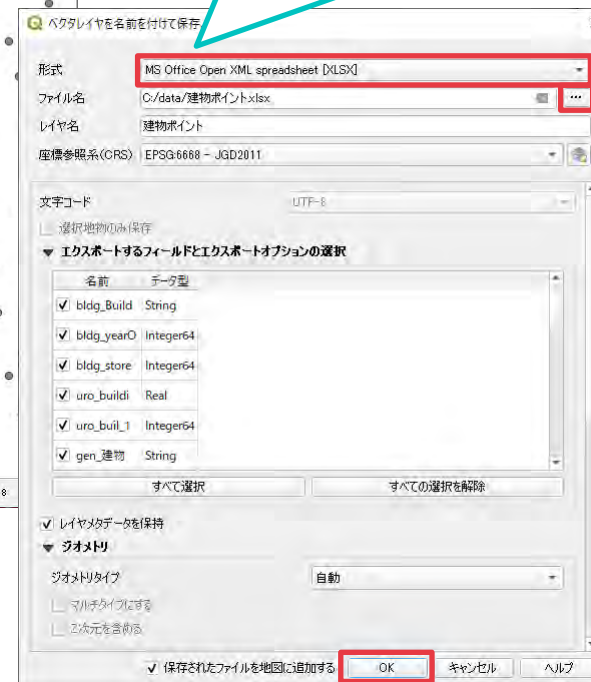 ベクタレイヤを名前を付けて保存
形式 MS Office Open XML spreadsheet [XLSX]
ファイル名 C:/data/建物ポイント.xlsx ...
レイヤ名 建物ポイント
座標参照系(CRS) EPSG:6668 - JGD2011
文字コード UTF-8
選択地物のみ保存
▼ エクスポートするフィールドとエクスポートオプションの選択
名前 データ型
bldg_Build String
bldg_yearO Integer64
bldg_store Integer64
uro_buildi Real
uro_buil_1 Integer64
gen_建物 String
すべて選択 すべての選択を解除
レイヤメタデータを保持
▼ ジオメトリ
ジオメトリタイプ 自動
マルチタイプにする
Z次元を含める
保存されたファイルを地図に追加する OK キャンセル ヘルプ
8